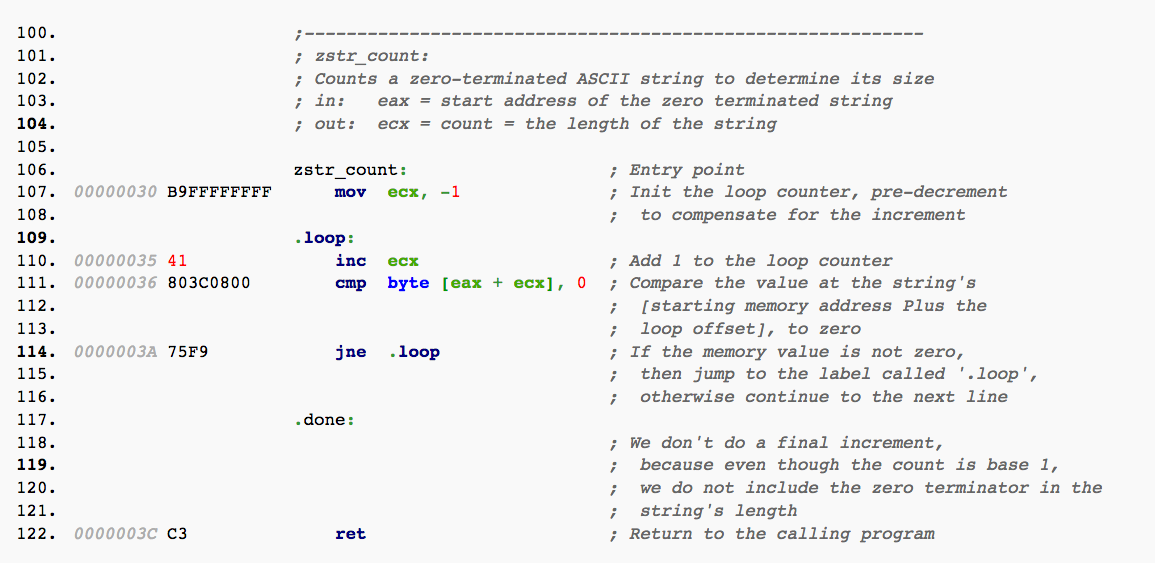 100. ;-----------------------------------------------------------
101. ; zstr_count:
102. ; Counts a zero-terminated ASCII string to determine its size
103. ; in:   eax = start address of the zero terminated string
104. ; out:  ecx = count = the length of the string
105.
106. zstr_count: ; Entry point
107. 00000030 B9FFFFFFFF mov ecx, -1 ; Init the loop counter, pre-decrement
108. ;  to compensate for the increment
109. .loop:
110. 00000035 41 inc ecx ; Add 1 to the loop counter
111. 00000036 803C0800 cmp byte [eax + ecx], 0 ; Compare the value at the string's
112. ;  [starting memory address Plus the
113. ;  loop offset], to zero
114. 0000003A 75F9 jne .loop ; If the memory value is not zero,
115. ;  then jump to the label called '.loop',
116. ;  otherwise continue to the next line
117. .done:
118. ; We don't do a final increment,
119. ;  because even though the count is base 1,
120. ;  we do not include the zero terminator in the
121. ;  string's length
122. 0000003C C3 ret ; Return to the calling program